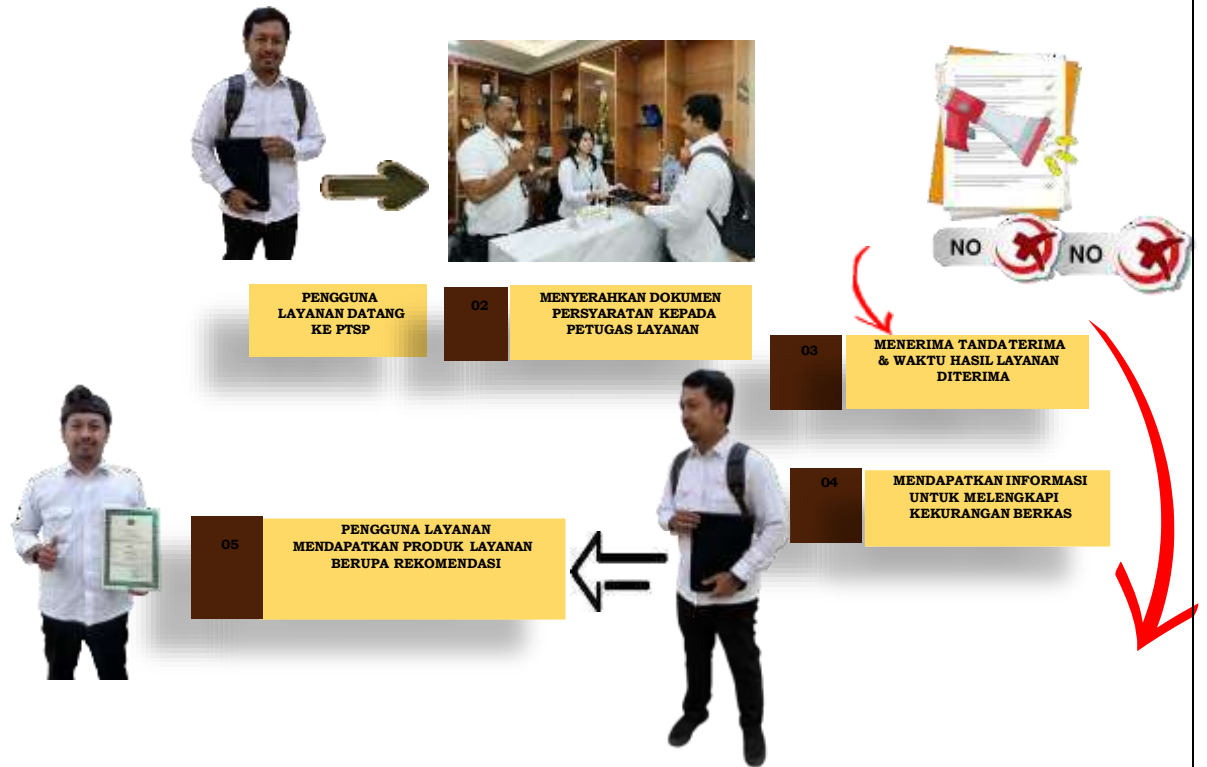 NO
NO
PENGGUNA
LAYANAN DATANG
KE PTSP
02
MENYERAHKAN DOKUMEN
PERSYARATAN KEPADA
PETUGAS LAYANAN
03
MENERIMA TANDA TERIMA
& WAKTU HASIL LAYANAN
DITERIMA
04
MENDAPATKAN INFORMASI
UNTUK MELENGKAPI
KEKURANGAN BERKAS
05
PENGGUNA LAYANAN
MENDAPATKAN PRODUK LAYANAN
BERUPA REKOMENDASI